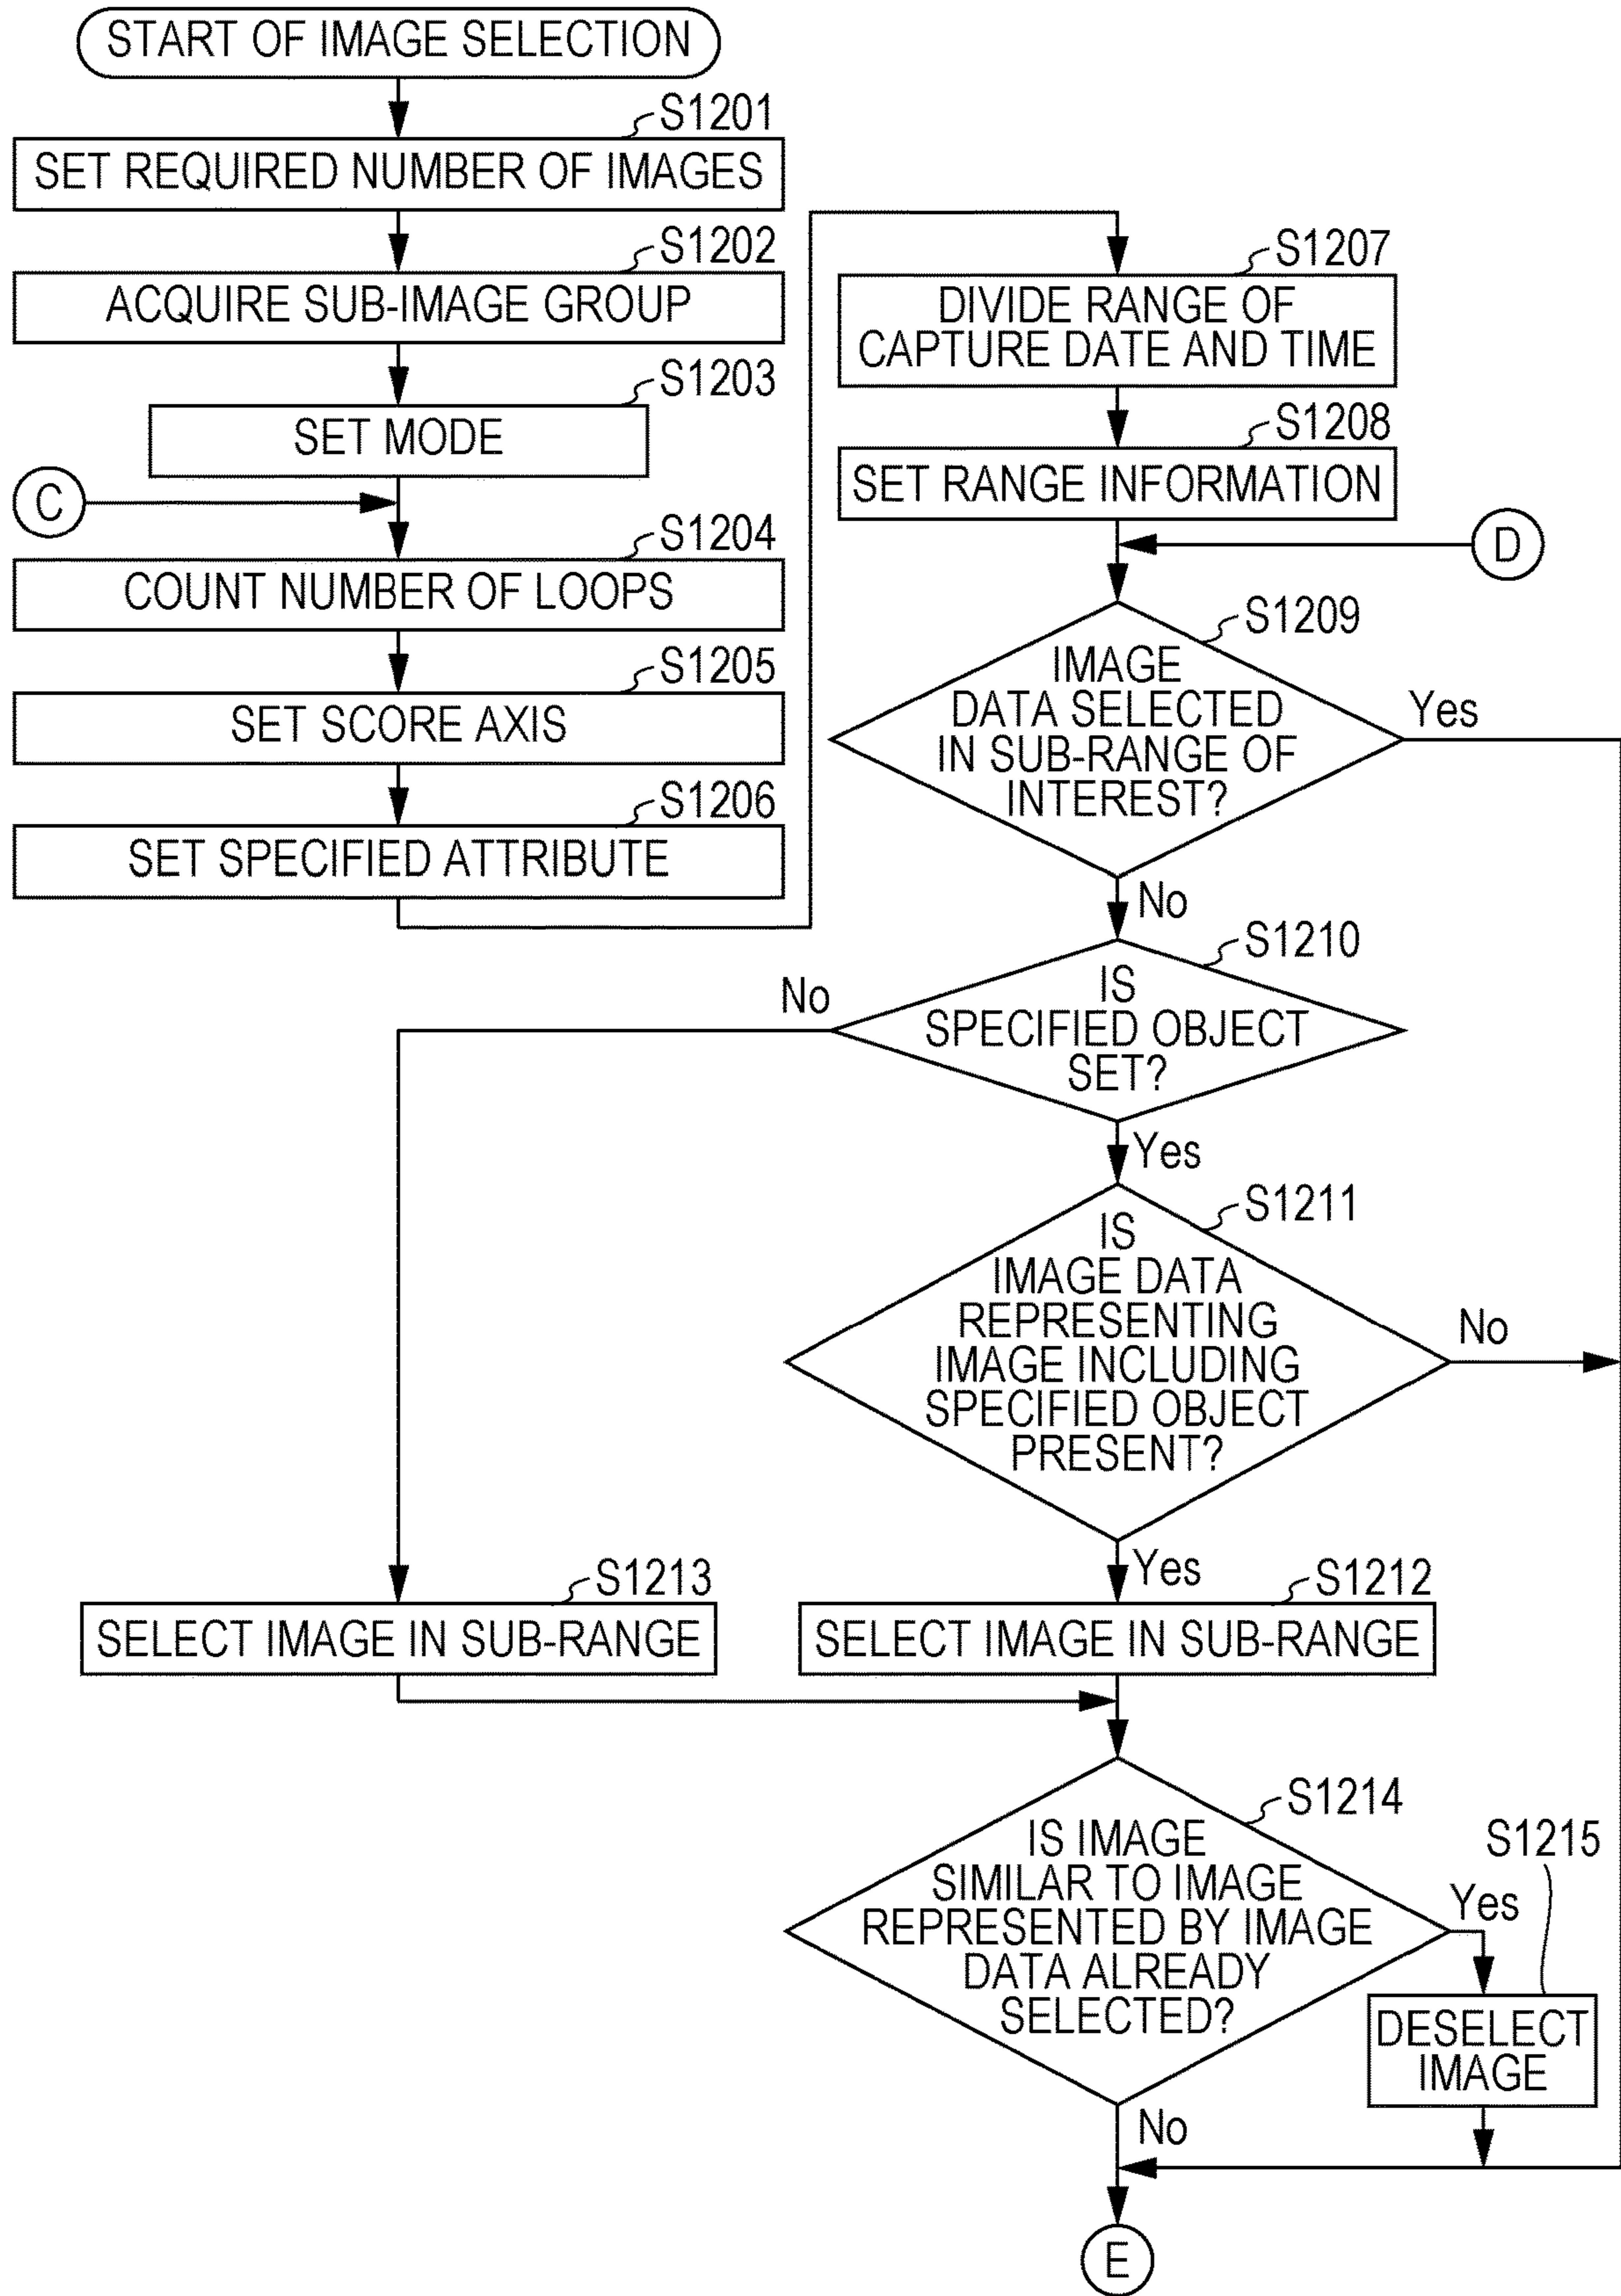 START OF IMAGE SELECTION
S1201
SET REQUIRED NUMBER OF IMAGES
S1202
ACQUIRE SUB-IMAGE GROUP
S1203
SET MODE
C
S1204
COUNT NUMBER OF LOOPS
S1205
SET SCORE AXIS
S1206
SET SPECIFIED ATTRIBUTE
S1207
DIVIDE RANGE OF
CAPTURE DATE AND TIME
S1208
SET RANGE INFORMATION
D
S1209
IMAGE
DATA SELECTED
IN SUB-RANGE OF
INTEREST?
Yes
No
S1210
IS
SPECIFIED OBJECT
SET?
No
Yes
S1211
IS
IMAGE DATA
REPRESENTING
IMAGE INCLUDING
SPECIFIED OBJECT
PRESENT?
No
Yes
S1213
SELECT IMAGE IN SUB-RANGE
S1212
SELECT IMAGE IN SUB-RANGE
S1214
IS IMAGE
SIMILAR TO IMAGE
REPRESENTED BY IMAGE
DATA ALREADY
SELECTED?
Yes
S1215
DESELECT
IMAGE
No
E